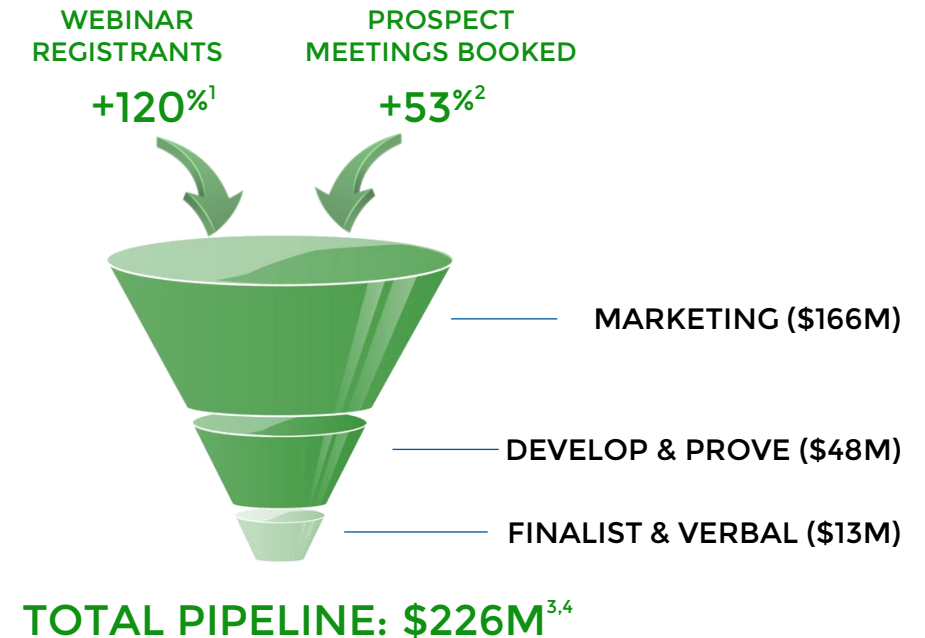 WEBINAR
REGISTRANTS
+120%1
PROSPECT
MEETINGS BOOKED
+53%2
MARKETING ($166M)
DEVELOP & PROVE ($48M)
FINALIST & VERBAL ($13M)
TOTAL PIPELINE: $226M3,4